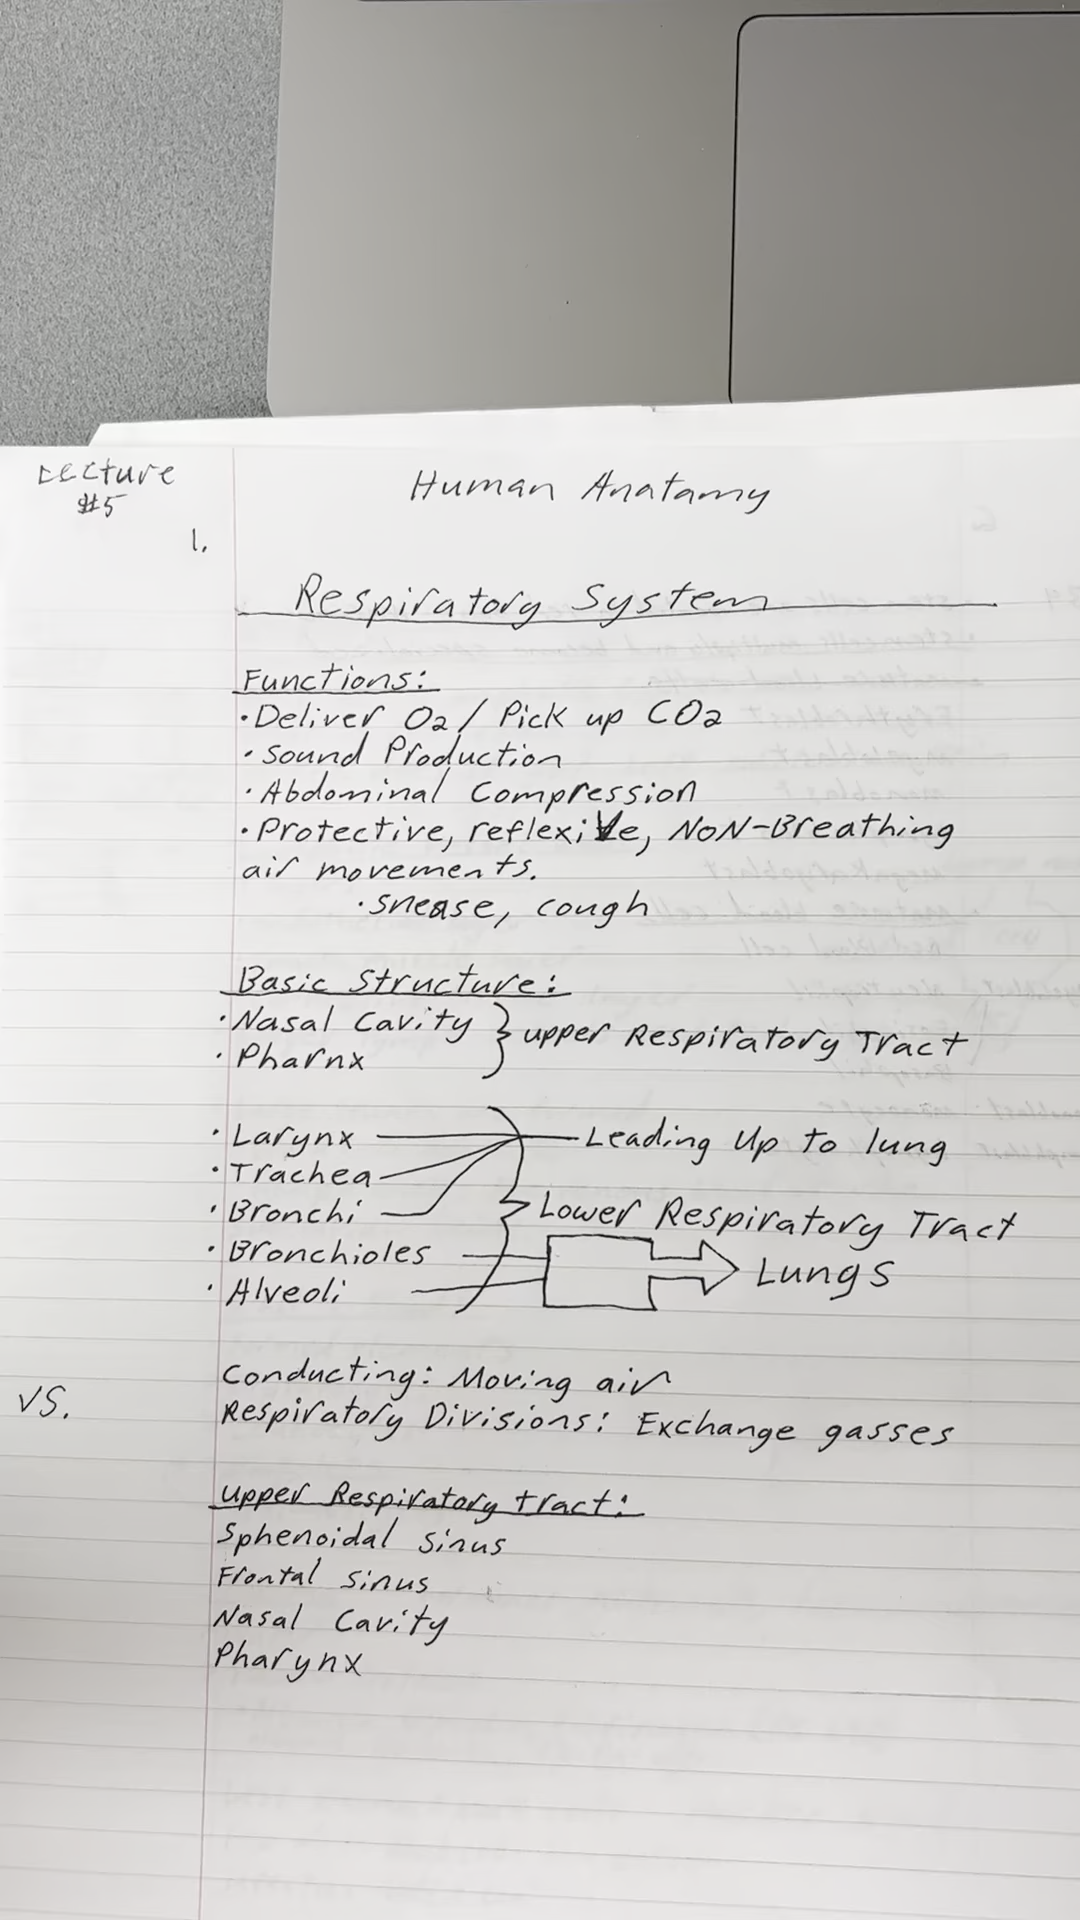 Lecture
#5
1.
Human Anatamy
Respiratory System
Functions:
• Deliver O2 / Pick up CO2
• Sound Production
• Abdominal Compression
• Protective, reflexive, NoN-Breathing
air movements.
• snease, cough
Basic Structure:
• Nasal Cavity } upper Respiratory Tract
• Pharnx
• Larynx — Leading Up to lung
• Trachea
• Bronchi } Lower Respiratory Tract
• Bronchioles
• Alveoli → Lungs
Conducting: Moving air
vs.
Respiratory Divisions: Exchange gasses
upper Respiratory tract:
Sphenoidal sinus
Frontal sinus
Nasal Cavity
Pharynx